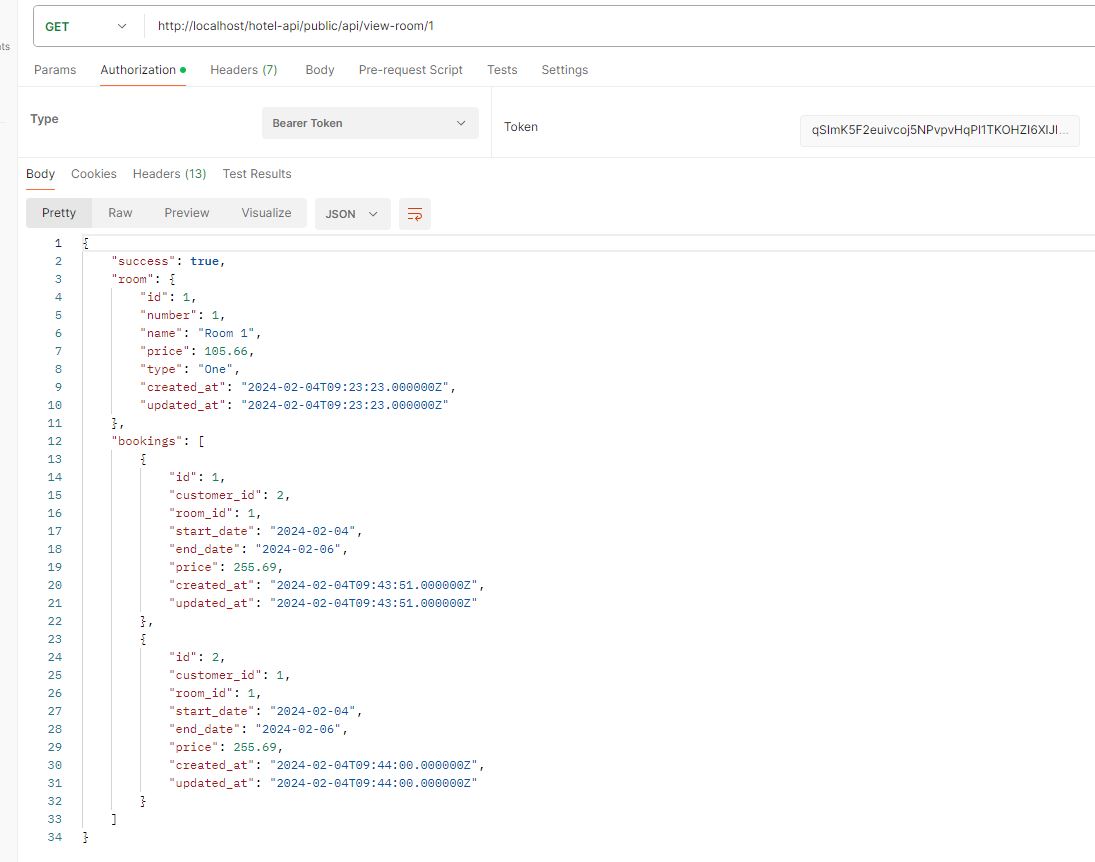 GET http://localhost/hotel-api/public/api/view-room/1
ts
Params Authorization Headers (7) Body Pre-request Script Tests Settings
Type Bearer Token Token
Body Cookies Headers (13) Test Results
Pretty Raw Preview Visualize JSON
1 {
2 "success": true,
3 "room": {
4 "id": 1,
5 "number": 1,
6 "name": "Room 1",
7 "price": 105.66,
8 "type": "One",
9 "created_at": "2024-02-04T09:23:23.000000Z",
10 "updated_at": "2024-02-04T09:23:23.000000Z"
11 },
12 "bookings": [
13 {
14 "id": 1,
15 "customer_id": 2,
16 "room_id": 1,
17 "start_date": "2024-02-04",
18 "end_date": "2024-02-06",
19 "price": 255.69,
20 "created_at": "2024-02-04T09:43:51.000000Z",
21 "updated_at": "2024-02-04T09:43:51.000000Z"
22 },
23 {
24 "id": 2,
25 "customer_id": 1,
26 "room_id": 1,
27 "start_date": "2024-02-04",
28 "end_date": "2024-02-06",
29 "price": 255.69,
30 "created_at": "2024-02-04T09:44:00.000000Z",
31 "updated_at": "2024-02-04T09:44:00.000000Z"
32 }
33 ]
34 }